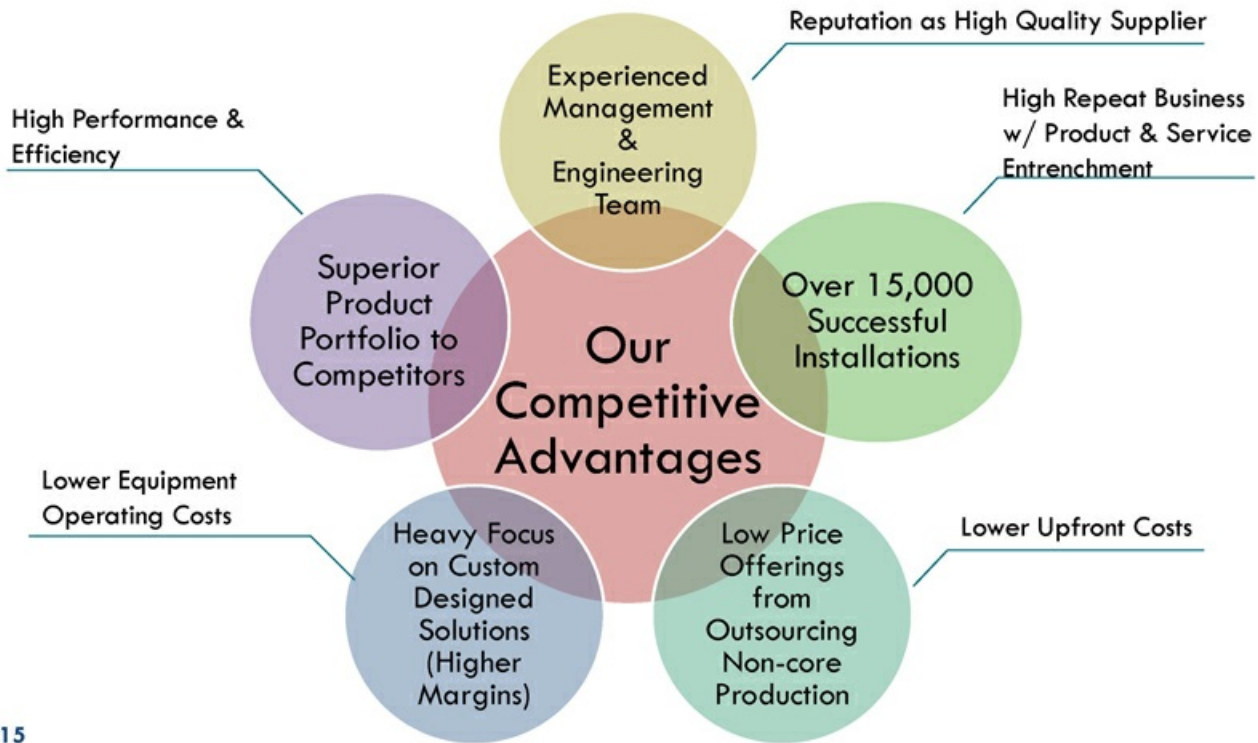 Reputation as High Quality Supplier
Experienced
Management
&
Engineering
Team
High Performance &
Efficiency
High Repeat Business
w/ Product & Service
Entrenchment
Superior
Product
Portfolio to
Competitors
Over 15,000
Successful
Installations
Our
Competitive
Advantages
Lower Equipment
Operating Costs
Heavy Focus
on Custom
Designed
Solutions
(Higher
Margins)
Low Price
Offerings
from
Outsourcing
Non-core
Production
Lower Upfront Costs
15